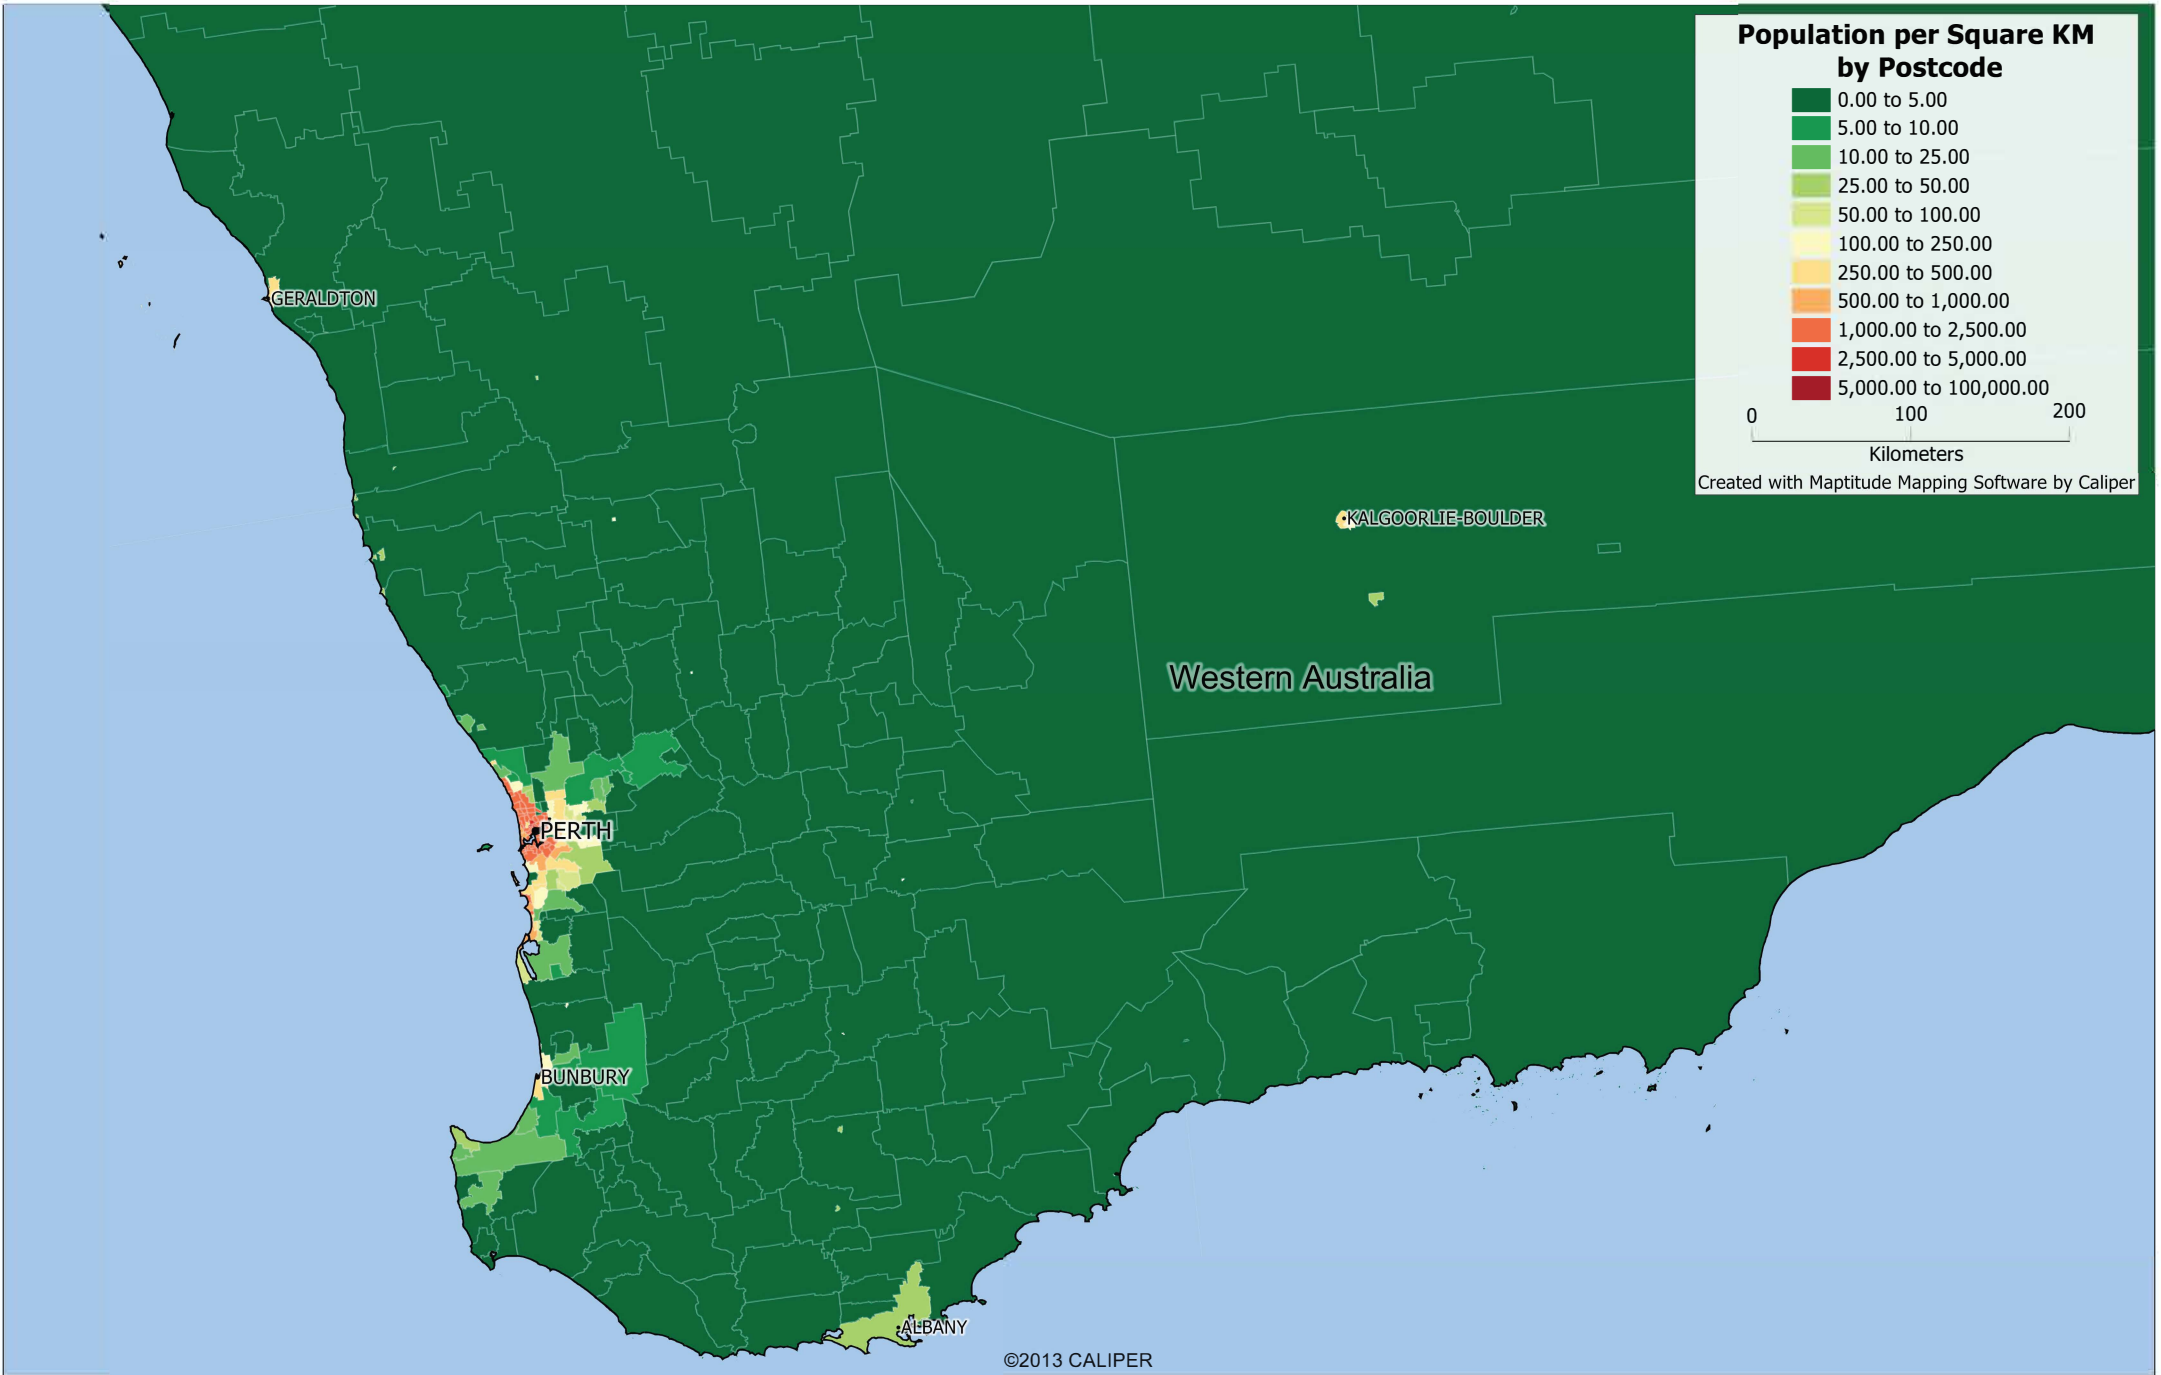 Population per Square KM
by Postcode
0.00 to 5.00
5.00 to 10.00
10.00 to 25.00
25.00 to 50.00
50.00 to 100.00
100.00 to 250.00
250.00 to 500.00
500.00 to 1,000.00
1,000.00 to 2,500.00
2,500.00 to 5,000.00
5,000.00 to 100,000.00
0 100 200
Kilometers
Created with Maptitude Mapping Software by Caliper
GERALDTON
KALGOORLIE-BOULDER
Western Australia
PERTH
BUNBURY
ALBANY
©2013 CALIPER